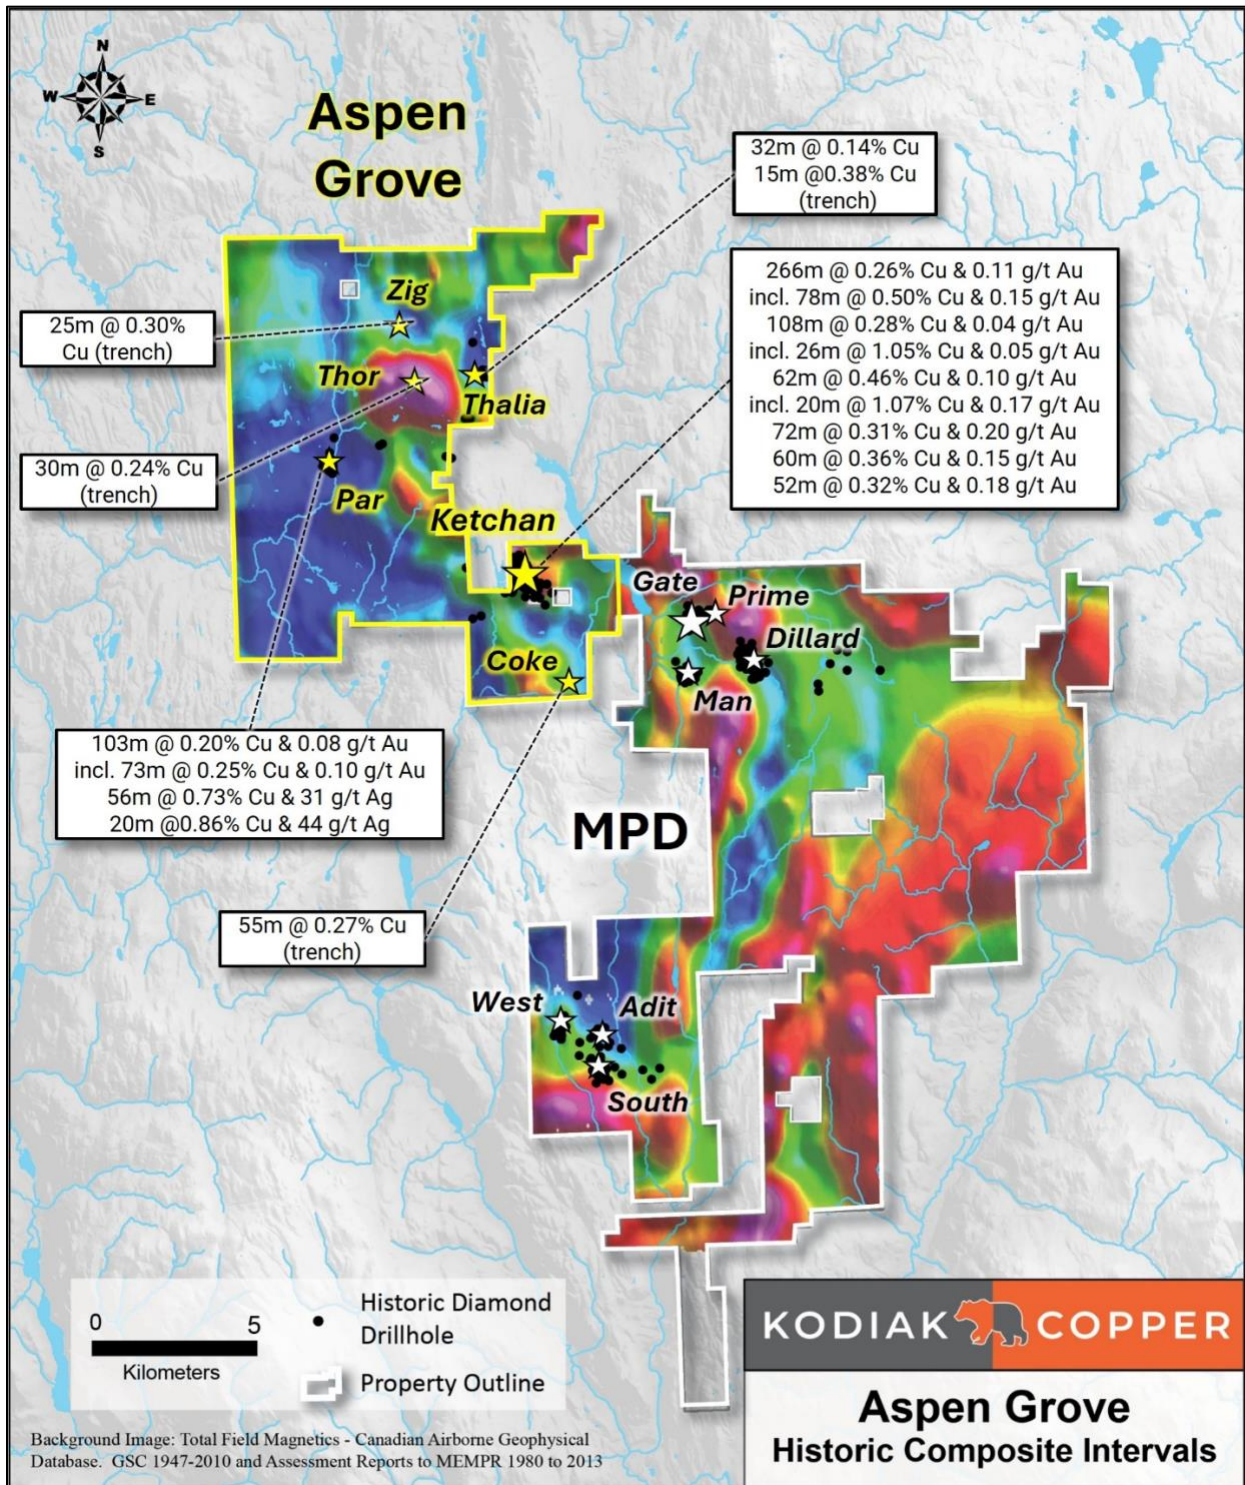 N
W
E
S
Aspen
Grove
32m @ 0.14% Cu
15m @0.38% Cu
(trench)
266m @ 0.26% Cu & 0.11 g/t Au
incl. 78m @ 0.50% Cu & 0.15 g/t Au
108m @ 0.28% Cu & 0.04 g/t Au
incl. 26m @ 1.05% Cu & 0.05 g/t Au
62m @ 0.46% Cu & 0.10 g/t Au
incl. 20m @ 1.07% Cu & 0.17 g/t Au
72m @ 0.31% Cu & 0.20 g/t Au
60m @ 0.36% Cu & 0.15 g/t Au
52m @ 0.32% Cu & 0.18 g/t Au
Zig
25m @ 0.30%
Cu (trench)
Thor
Thalia
30m @ 0.24% Cu
(trench)
Par
Ketchan
Gate
Prime
Dillard
Coke
Man
103m @ 0.20% Cu & 0.08 g/t Au
incl. 73m @ 0.25% Cu & 0.10 g/t Au
56m @ 0.73% Cu & 31 g/t Ag
20m @0.86% Cu & 44 g/t Ag
MPD
55m @ 0.27% Cu
(trench)
West
Adit
South
0
5
Kilometers
Historic Diamond
Drillhole
Property Outline
Background Image: Total Field Magnetics - Canadian Airborne Geophysical
Database. GSC 1947-2010 and Assessment Reports to MEMPR 1980 to 2013
KODIAK COPPER
Aspen Grove
Historic Composite Intervals